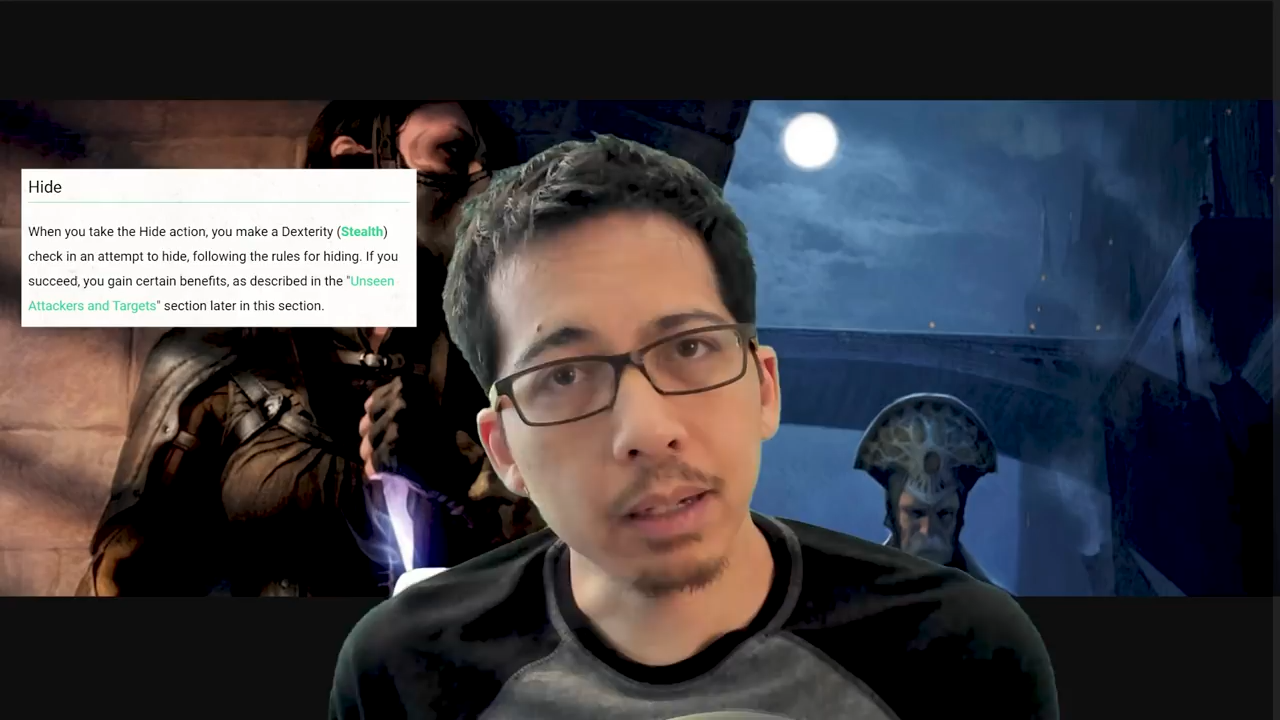 Hide
When you take the Hide action, you make a Dexterity (Stealth)
check in an attempt to hide, following the rules for hiding. If you
succeed, you gain certain benefits, as described in the "Unseen
Attackers and Targets" section later in this section.